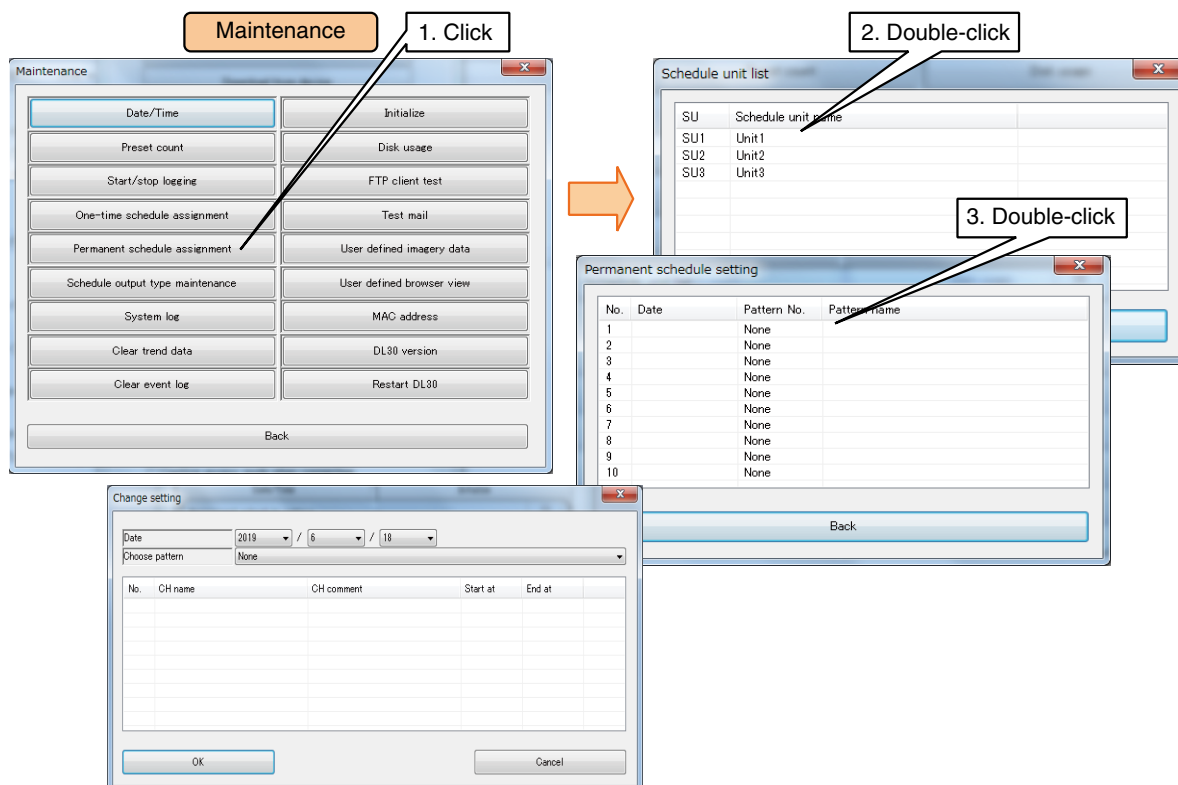 Maintenance
1. Click
2. Double-click
Maintenance
Date/Time Initialize
Preset count Disk usage
Start/stop logging FTP client test
One-time schedule assignment Test mail
Permanent schedule assignment User defined imagery data
Schedule output type maintenance User defined browser view
System log MAC address
Clear trend data DL30 version
Clear event log Restart DL30
Back
Schedule unit list
SU Schedule unit name
SU1 Unit1
SU2 Unit2
SU3 Unit3
3. Double-click
Permanent schedule setting
No. Date Pattern No. Pattern name
1 None
2 None
3 None
4 None
5 None
6 None
7 None
8 None
9 None
10 None
Back
Change setting
Date 2019 / 6 / 18
Choose pattern None
No. CH name CH comment Start at End at
OK Cancel